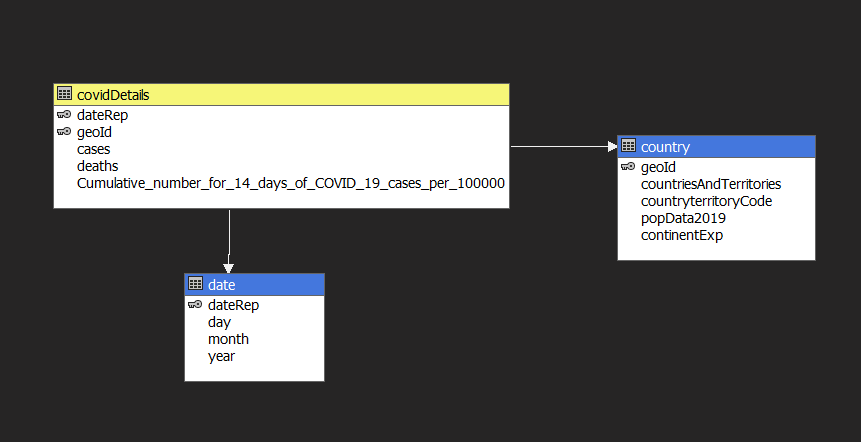 covidDetails
dateRep
geoId
cases
deaths
Cumulative_number_for_14_days_of_COVID_19_cases_per_100000
country
geoId
countriesAndTerritories
countryterritoryCode
popData2019
continentExp
date
dateRep
day
month
year